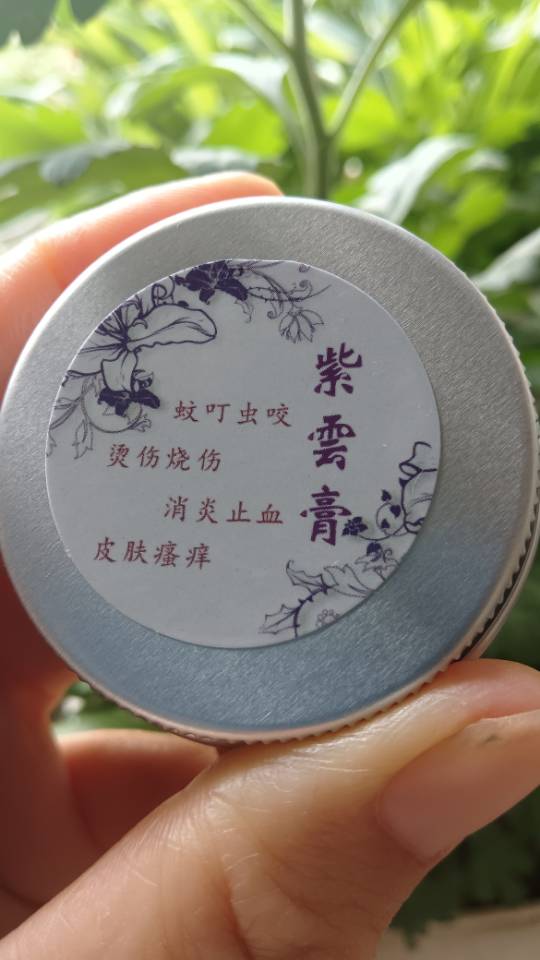 紫雲膏
蚊叮虫咬
烫伤烧伤
消炎止血
皮肤瘙痒